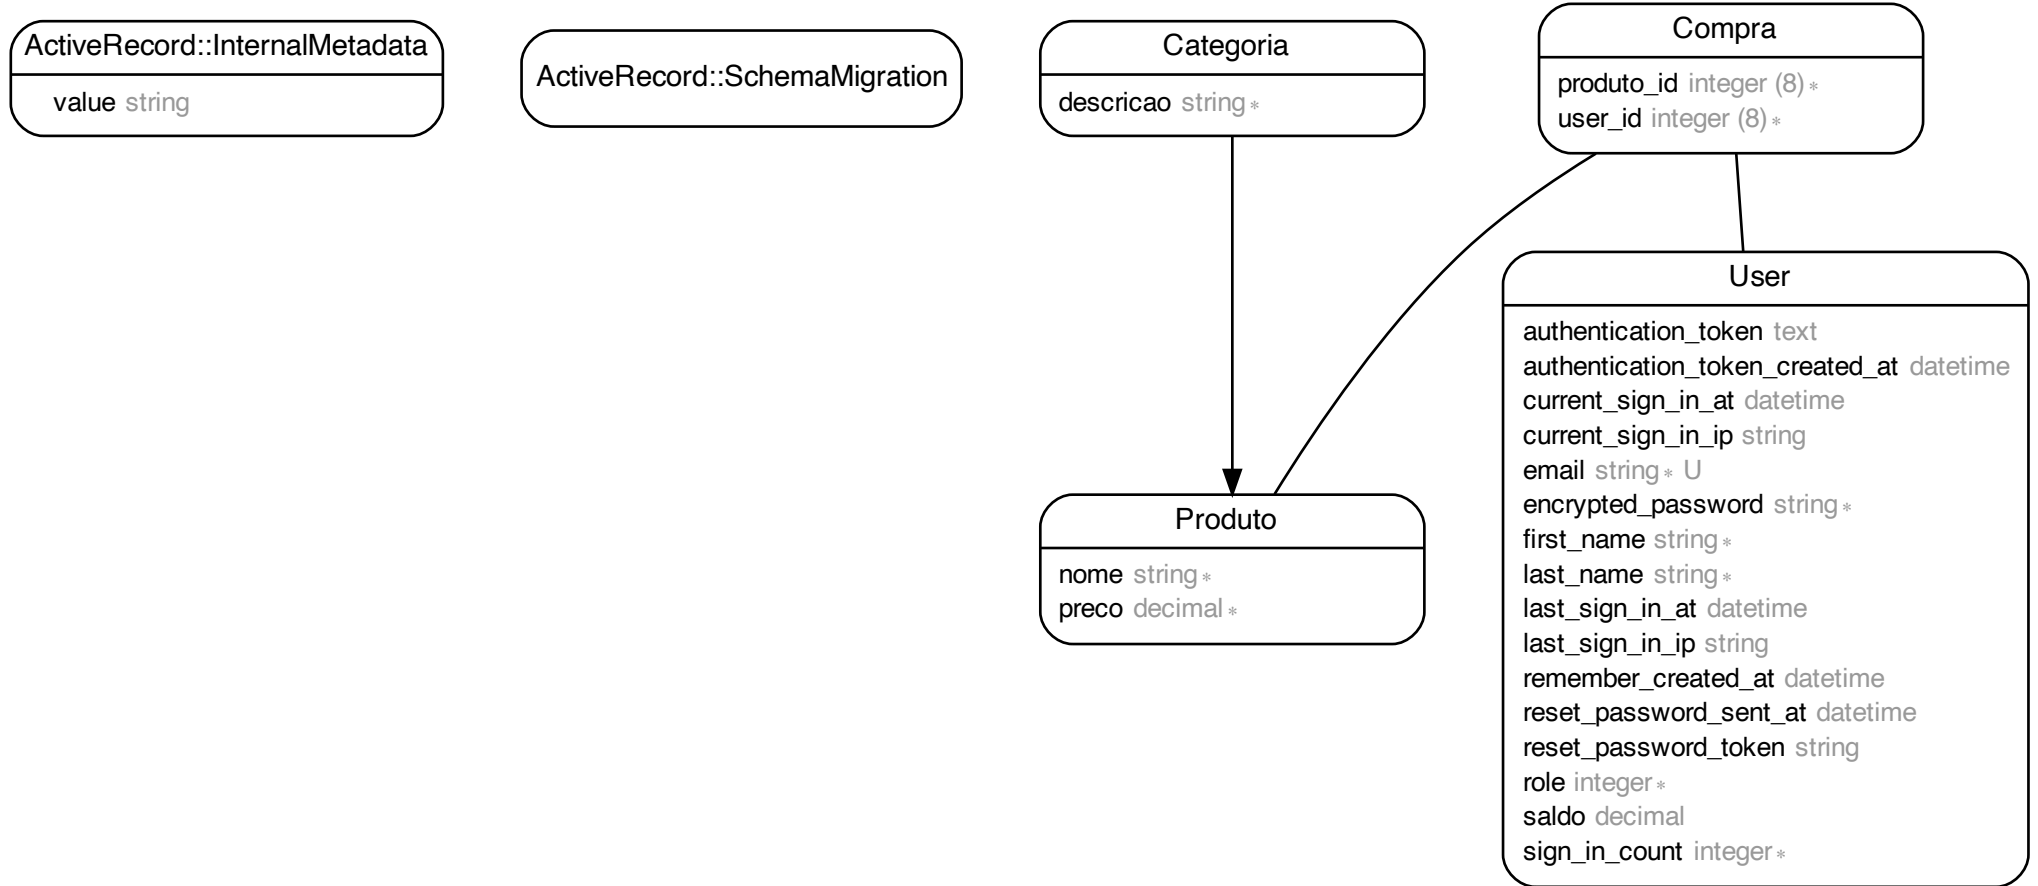 ActiveRecord::InternalMetadata
value string
ActiveRecord::SchemaMigration
Categoria
descricao string ∗
Compra
produto_id integer (8) ∗
user_id integer (8) ∗
User
authentication_token text
authentication_token_created_at datetime
current_sign_in_at datetime
current_sign_in_ip string
email string ∗ U
encrypted_password string ∗
first_name string ∗
last_name string ∗
last_sign_in_at datetime
last_sign_in_ip string
remember_created_at datetime
reset_password_sent_at datetime
reset_password_token string
role integer ∗
saldo decimal
sign_in_count integer ∗
Produto
nome string ∗
preco decimal ∗